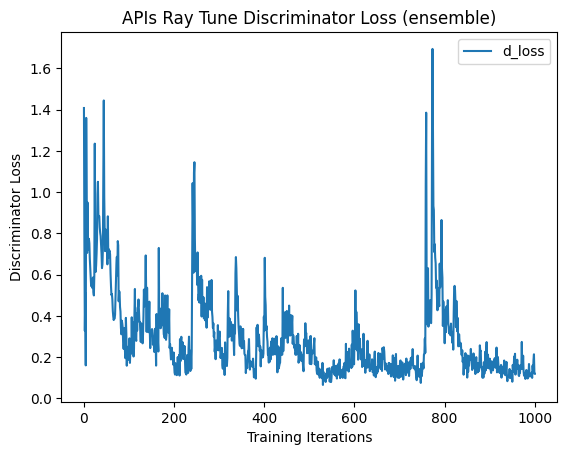 APIs Ray Tune Discriminator Loss (ensemble)
d_loss
Discriminator Loss
1.6
1.4
1.2
1.0
0.8
0.6
0.4
0.2
0.0
0 200 400 600 800 1000
Training Iterations